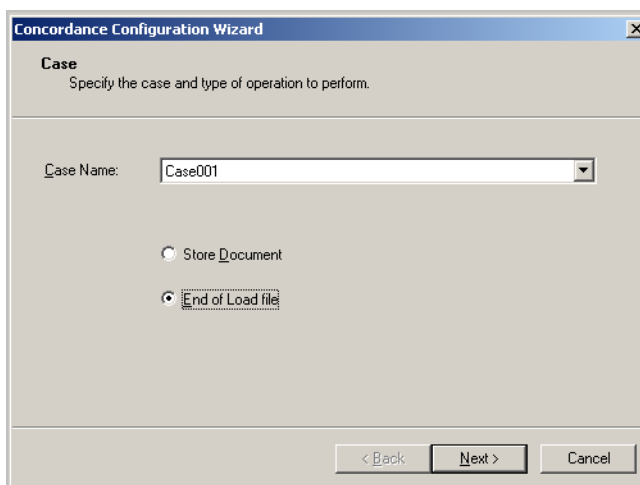 Concordance Configuration Wizard
Case
Specify the case and type of operation to perform.
Case Name: Case001
Store Document
End of Load file
< Back Next > Cancel